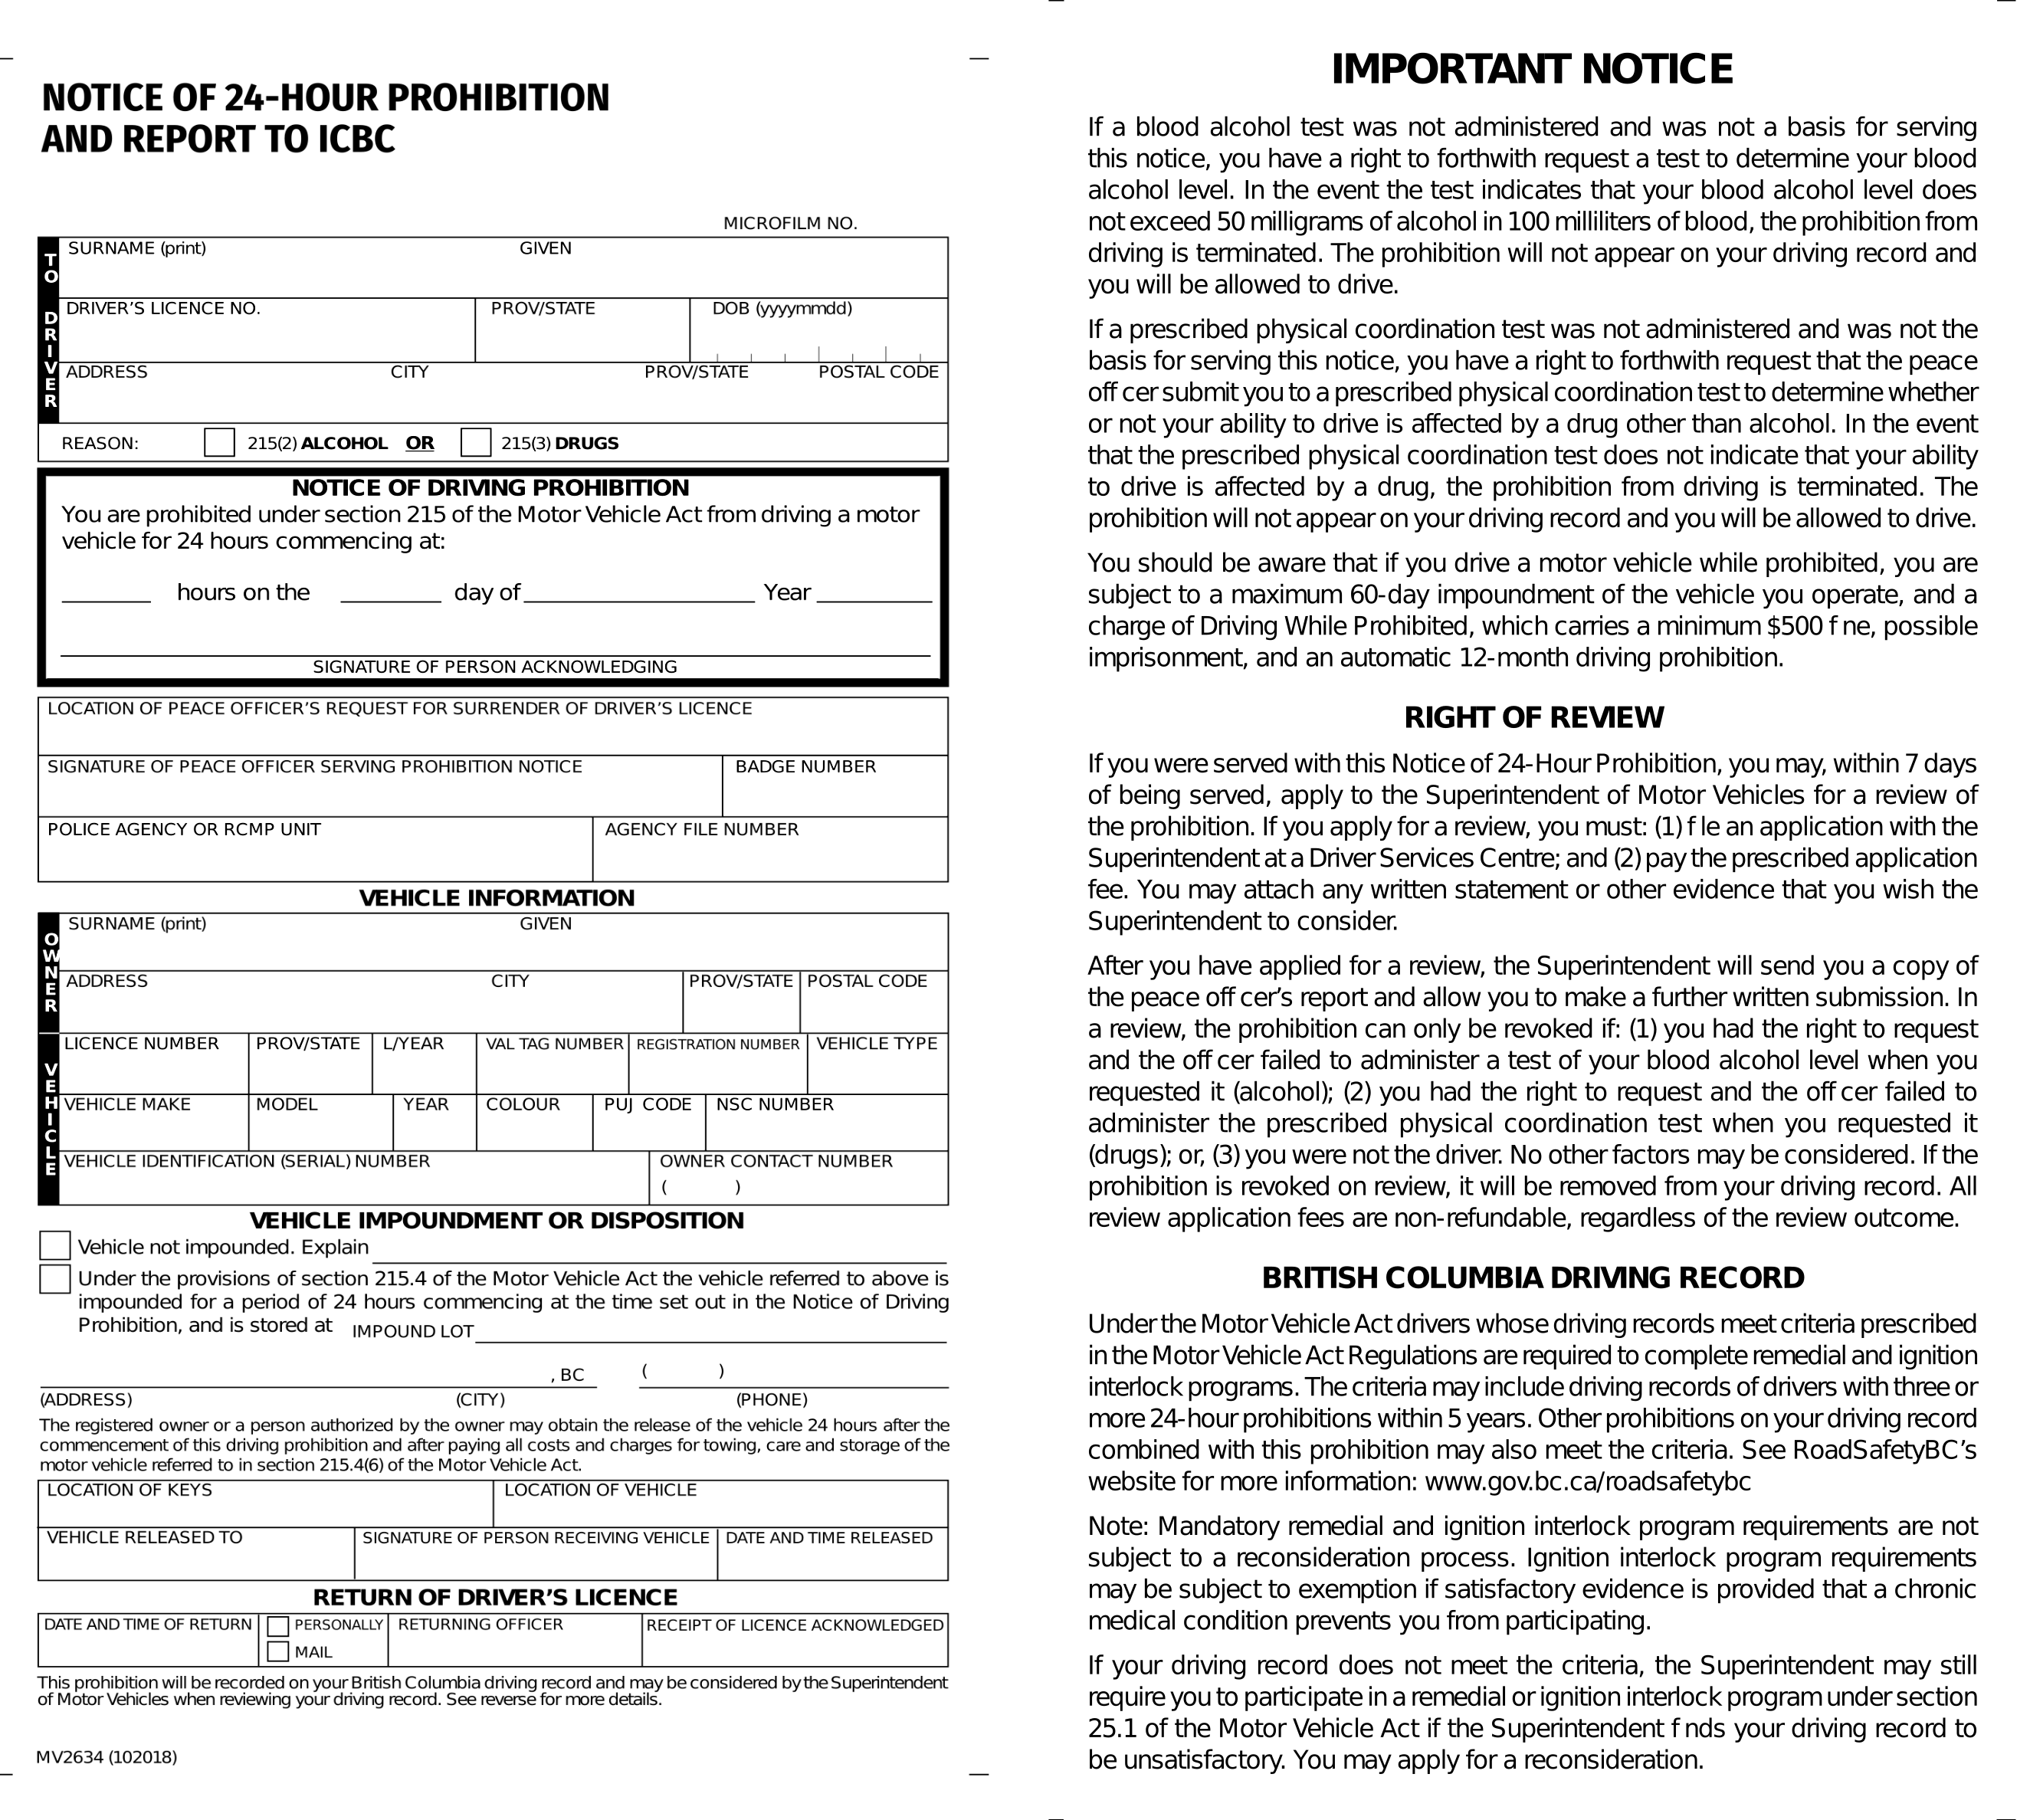 NOTICE OF 24-HOUR PROHIBITION
AND REPORT TO ICBC
MICROFILM NO.
TO DRIVER
SURNAME (print) GIVEN
DRIVER'S LICENCE NO. PROV/STATE DOB (yyyymmdd)
ADDRESS CITY PROV/STATE POSTAL CODE
REASON: 215(2) ALCOHOL OR 215(3) DRUGS
NOTICE OF DRIVING PROHIBITION
You are prohibited under section 215 of the Motor Vehicle Act from driving a motor
vehicle for 24 hours commencing at:
hours on the day of Year
SIGNATURE OF PERSON ACKNOWLEDGING
LOCATION OF PEACE OFFICER'S REQUEST FOR SURRENDER OF DRIVER'S LICENCE
SIGNATURE OF PEACE OFFICER SERVING PROHIBITION NOTICE BADGE NUMBER
POLICE AGENCY OR RCMP UNIT AGENCY FILE NUMBER
VEHICLE INFORMATION
OWNER
SURNAME (print) GIVEN
ADDRESS CITY PROV/STATE POSTAL CODE
VEHICLE
LICENCE NUMBER PROV/STATE L/YEAR VAL TAG NUMBER REGISTRATION NUMBER VEHICLE TYPE
VEHICLE MAKE MODEL YEAR COLOUR PUJ CODE NSC NUMBER
VEHICLE IDENTIFICATION (SERIAL) NUMBER OWNER CONTACT NUMBER
( )
VEHICLE IMPOUNDMENT OR DISPOSITION
Vehicle not impounded. Explain
Under the provisions of section 215.4 of the Motor Vehicle Act the vehicle referred to above is
impounded for a period of 24 hours commencing at the time set out in the Notice of Driving
Prohibition, and is stored at IMPOUND LOT
, BC ( )
(ADDRESS) (CITY) (PHONE)
The registered owner or a person authorized by the owner may obtain the release of the vehicle 24 hours after the
commencement of this driving prohibition and after paying all costs and charges for towing, care and storage of the
motor vehicle referred to in section 215.4(6) of the Motor Vehicle Act.
LOCATION OF KEYS LOCATION OF VEHICLE
VEHICLE RELEASED TO SIGNATURE OF PERSON RECEIVING VEHICLE DATE AND TIME RELEASED
RETURN OF DRIVER'S LICENCE
DATE AND TIME OF RETURN PERSONALLY RETURNING OFFICER RECEIPT OF LICENCE ACKNOWLEDGED
MAIL
This prohibition will be recorded on your British Columbia driving record and may be considered by the Superintendent
of Motor Vehicles when reviewing your driving record. See reverse for more details.
MV2634 (102018)
IMPORTANT NOTICE
If a blood alcohol test was not administered and was not a basis for serving
this notice, you have a right to forthwith request a test to determine your blood
alcohol level. In the event the test indicates that your blood alcohol level does
not exceed 50 milligrams of alcohol in 100 milliliters of blood, the prohibition from
driving is terminated. The prohibition will not appear on your driving record and
you will be allowed to drive.
If a prescribed physical coordination test was not administered and was not the
basis for serving this notice, you have a right to forthwith request that the peace
off cer submit you to a prescribed physical coordination test to determine whether
or not your ability to drive is affected by a drug other than alcohol. In the event
that the prescribed physical coordination test does not indicate that your ability
to drive is affected by a drug, the prohibition from driving is terminated. The
prohibition will not appear on your driving record and you will be allowed to drive.
You should be aware that if you drive a motor vehicle while prohibited, you are
subject to a maximum 60-day impoundment of the vehicle you operate, and a
charge of Driving While Prohibited, which carries a minimum $500 f ne, possible
imprisonment, and an automatic 12-month driving prohibition.
RIGHT OF REVIEW
If you were served with this Notice of 24-Hour Prohibition, you may, within 7 days
of being served, apply to the Superintendent of Motor Vehicles for a review of
the prohibition. If you apply for a review, you must: (1) f le an application with the
Superintendent at a Driver Services Centre; and (2) pay the prescribed application
fee. You may attach any written statement or other evidence that you wish the
Superintendent to consider.
After you have applied for a review, the Superintendent will send you a copy of
the peace off cer's report and allow you to make a further written submission. In
a review, the prohibition can only be revoked if: (1) you had the right to request
and the off cer failed to administer a test of your blood alcohol level when you
requested it (alcohol); (2) you had the right to request and the off cer failed to
administer the prescribed physical coordination test when you requested it
(drugs); or, (3) you were not the driver. No other factors may be considered. If the
prohibition is revoked on review, it will be removed from your driving record. All
review application fees are non-refundable, regardless of the review outcome.
BRITISH COLUMBIA DRIVING RECORD
Under the Motor Vehicle Act drivers whose driving records meet criteria prescribed
in the Motor Vehicle Act Regulations are required to complete remedial and ignition
interlock programs. The criteria may include driving records of drivers with three or
more 24-hour prohibitions within 5 years. Other prohibitions on your driving record
combined with this prohibition may also meet the criteria. See RoadSafetyBC's
website for more information: www.gov.bc.ca/roadsafetybc
Note: Mandatory remedial and ignition interlock program requirements are not
subject to a reconsideration process. Ignition interlock program requirements
may be subject to exemption if satisfactory evidence is provided that a chronic
medical condition prevents you from participating.
If your driving record does not meet the criteria, the Superintendent may still
require you to participate in a remedial or ignition interlock program under section
25.1 of the Motor Vehicle Act if the Superintendent f nds your driving record to
be unsatisfactory. You may apply for a reconsideration.